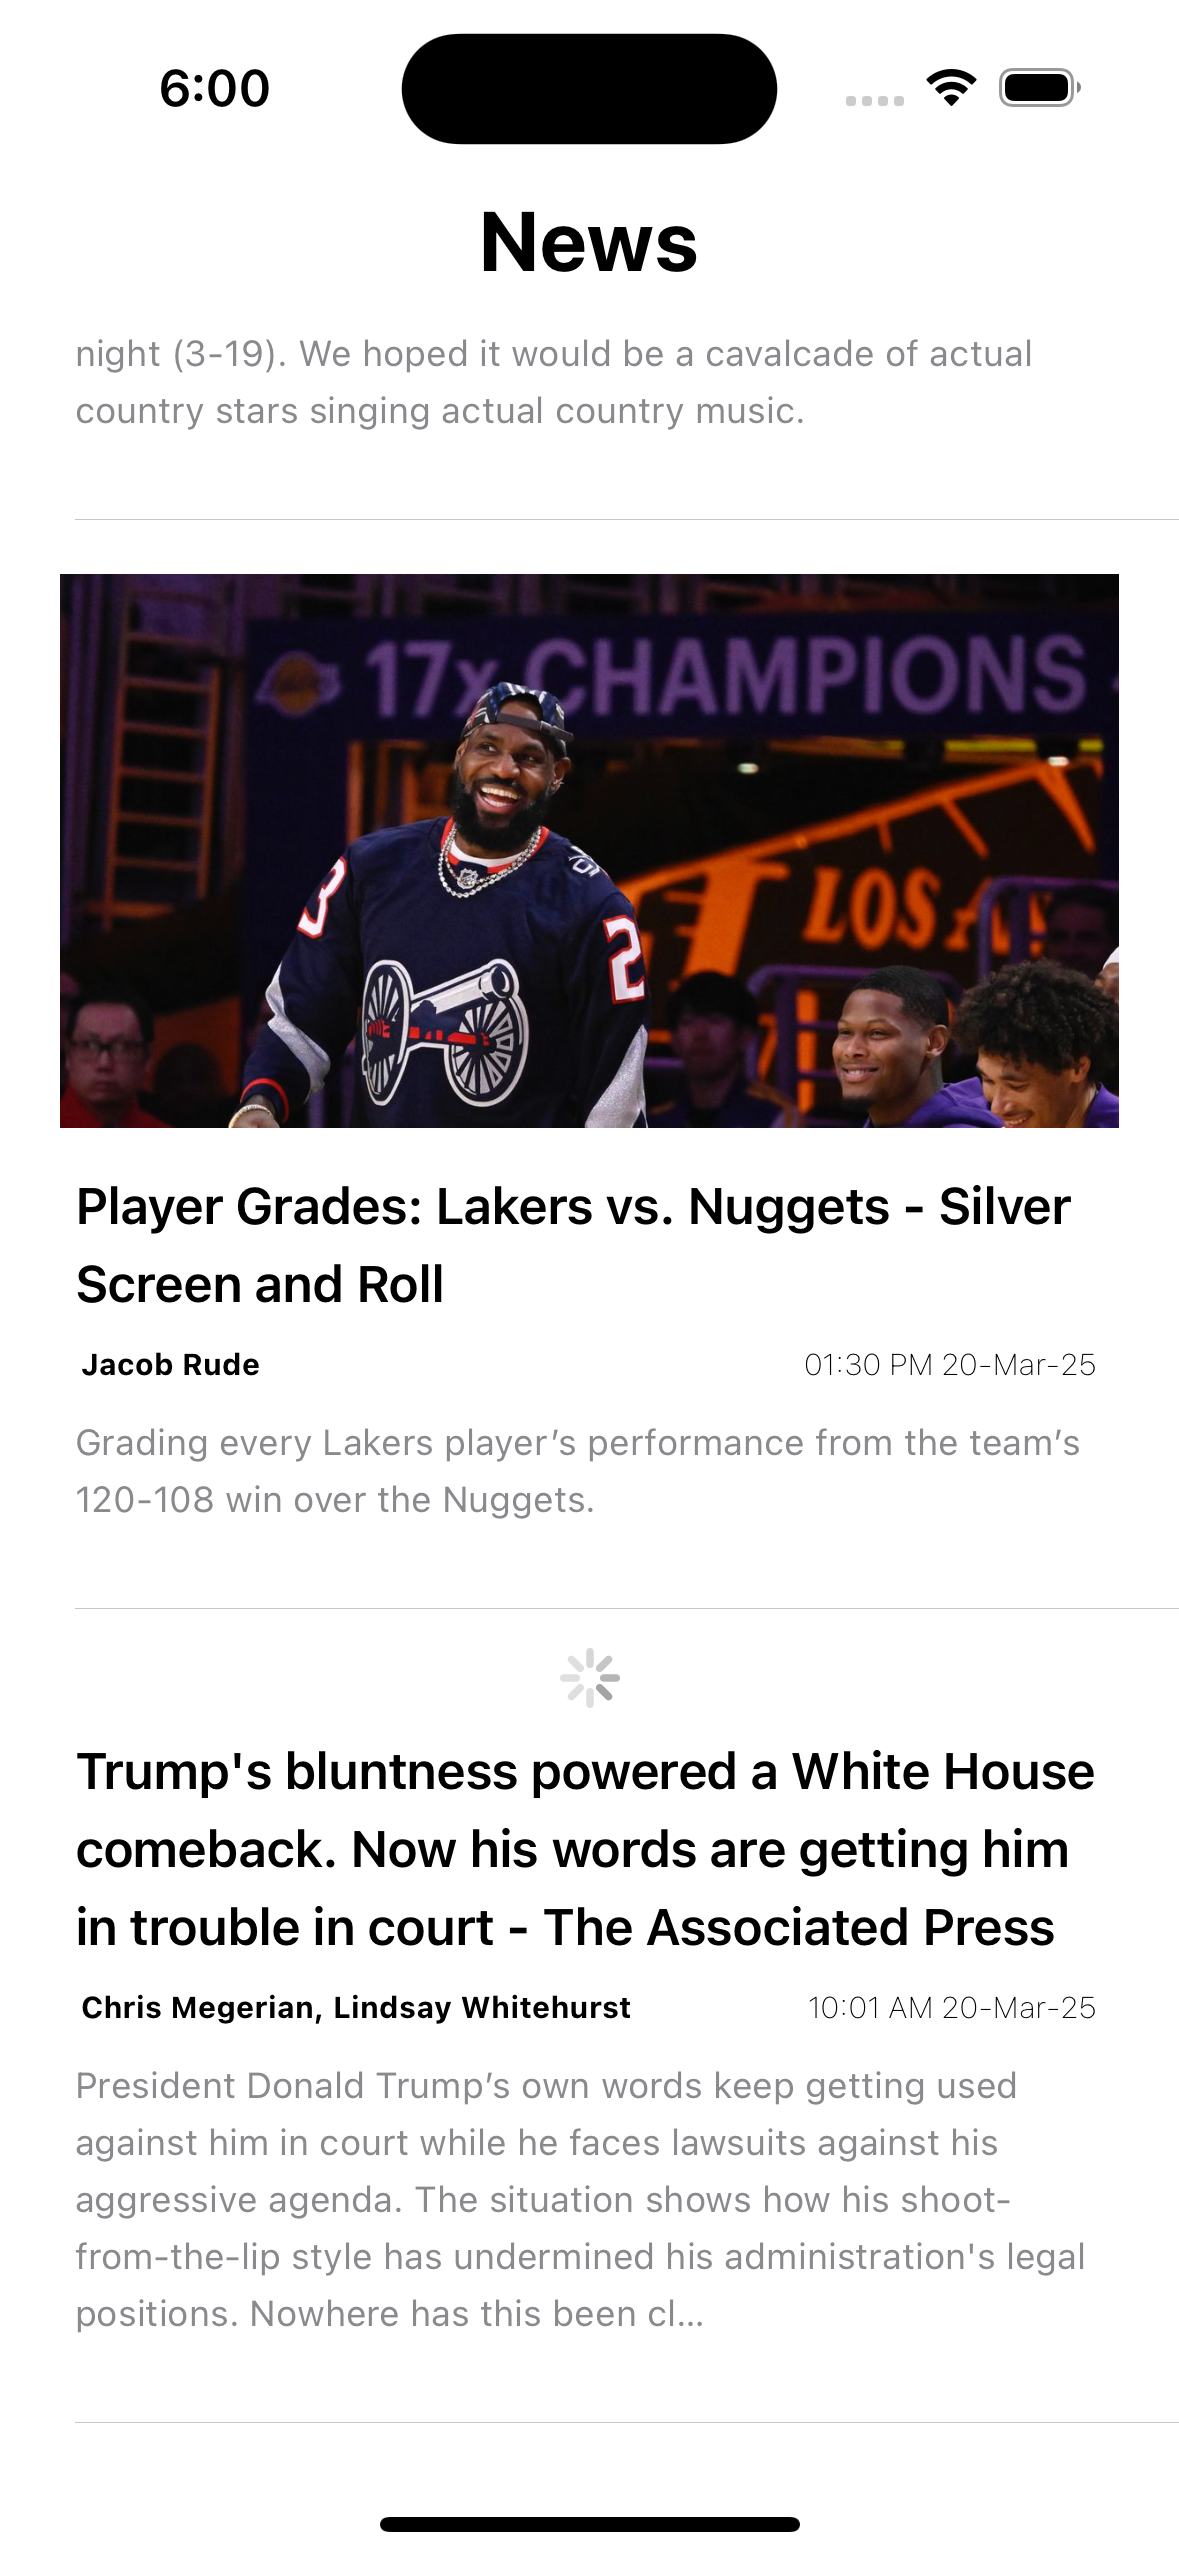 6:00
News
night (3-19). We hoped it would be a cavalcade of actual
country stars singing actual country music.
17x CHAMPIONS
LOS A
3
2
Player Grades: Lakers vs. Nuggets - Silver
Screen and Roll
Jacob Rude
01:30 PM 20-Mar-25
Grading every Lakers player’s performance from the team’s
120-108 win over the Nuggets.
Trump's bluntness powered a White House
comeback. Now his words are getting him
in trouble in court - The Associated Press
Chris Megerian, Lindsay Whitehurst
10:01 AM 20-Mar-25
President Donald Trump’s own words keep getting used
against him in court while he faces lawsuits against his
aggressive agenda. The situation shows how his shoot-
from-the-lip style has undermined his administration's legal
positions. Nowhere has this been cl...